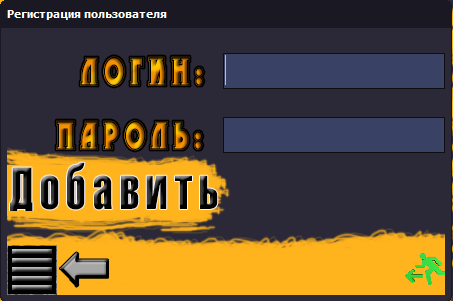 Регистрация пользователя
ЛОГИН:
ПАРОЛЬ:
Добавить